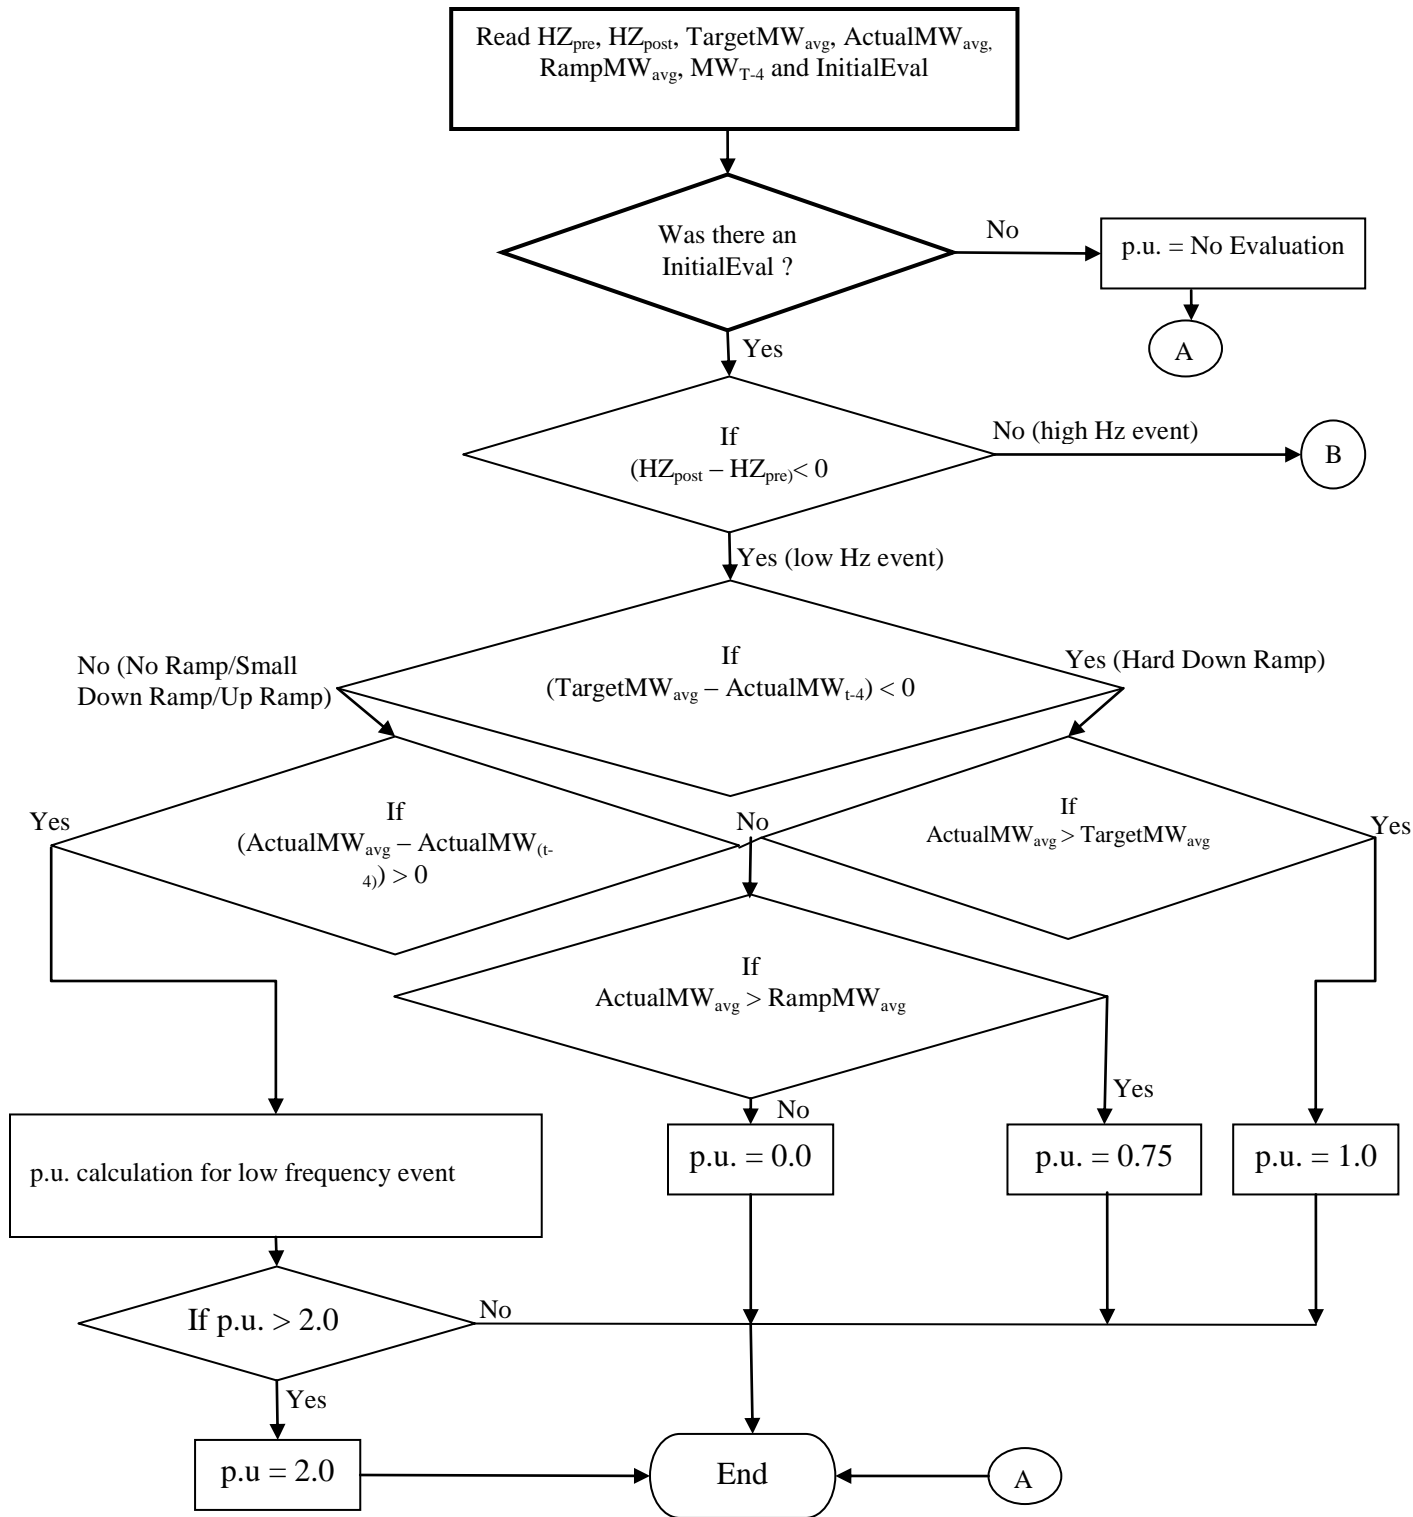 Read HZpre, HZpost, TargetMWavg, ActualMWavg,
RampMWavg, MWT-4 and InitialEval
Was there an
InitialEval ?
No
p.u. = No Evaluation
A
Yes
If
(HZpost – HZpre)< 0
No (high Hz event)
B
Yes (low Hz event)
If
(TargetMWavg – ActualMWt-4) < 0
No (No Ramp/Small
Down Ramp/Up Ramp)
Yes (Hard Down Ramp)
Yes
If
(ActualMWavg – ActualMW(t-
4)) > 0
No
If
ActualMWavg > TargetMWavg
Yes
If
ActualMWavg > RampMWavg
Yes
No
p.u. calculation for low frequency event
p.u. = 0.0
p.u. = 0.75
p.u. = 1.0
If p.u. > 2.0
No
Yes
p.u = 2.0
End
A